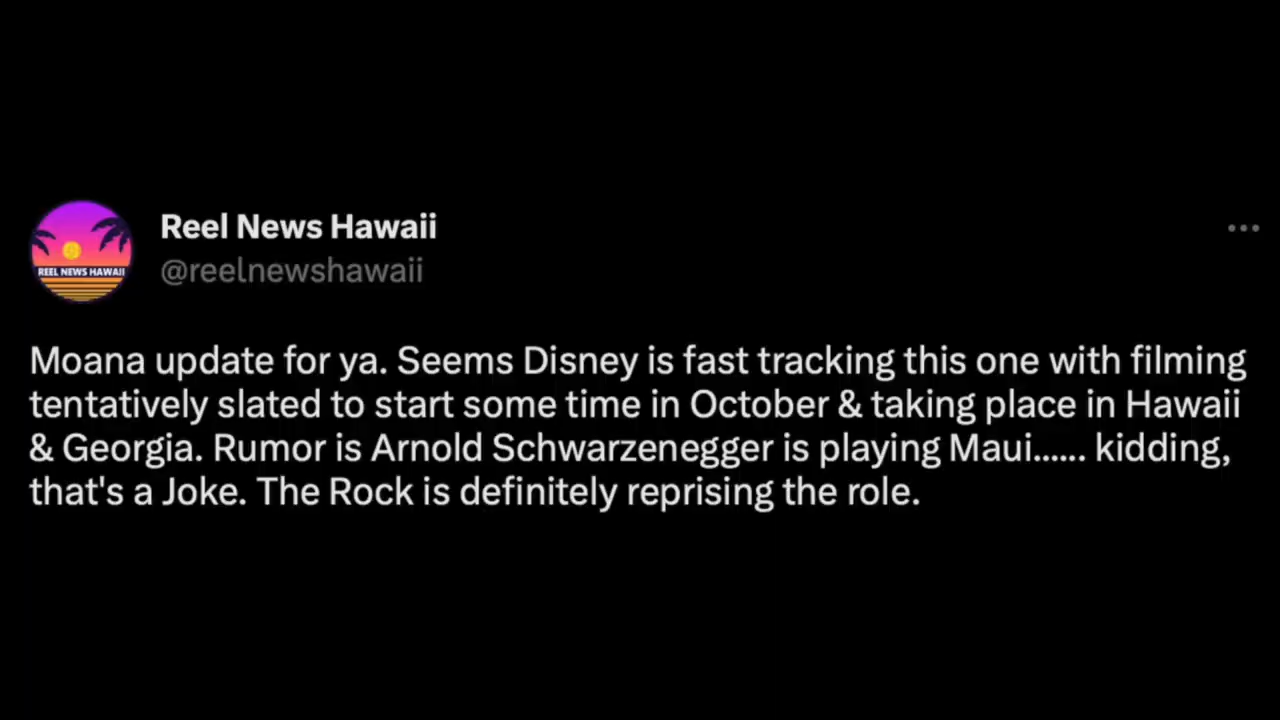 Reel News Hawaii
@reelnewshawaii
REEL NEWS HAWAII
Moana update for ya. Seems Disney is fast tracking this one with filming
tentatively slated to start some time in October & taking place in Hawaii
& Georgia. Rumor is Arnold Schwarzenegger is playing Maui...... kidding,
that's a Joke. The Rock is definitely reprising the role.